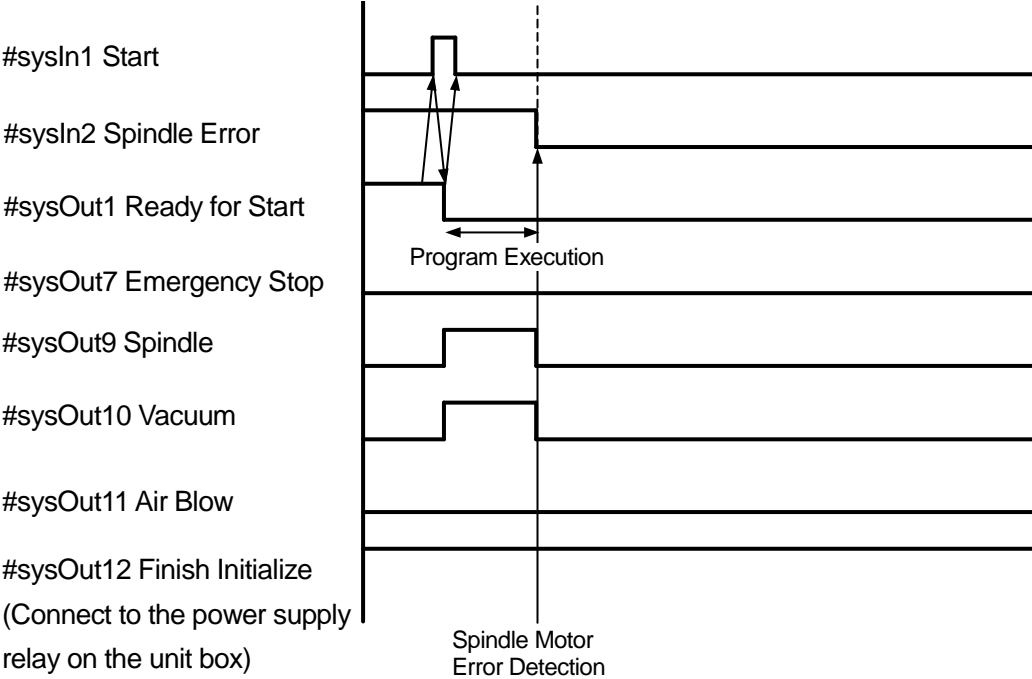 #sysIn1 Start
#sysIn2 Spindle Error
#sysOut1 Ready for Start
Program Execution
#sysOut7 Emergency Stop
#sysOut9 Spindle
#sysOut10 Vacuum
#sysOut11 Air Blow
#sysOut12 Finish Initialize
(Connect to the power supply
relay on the unit box)
Spindle Motor
Error Detection